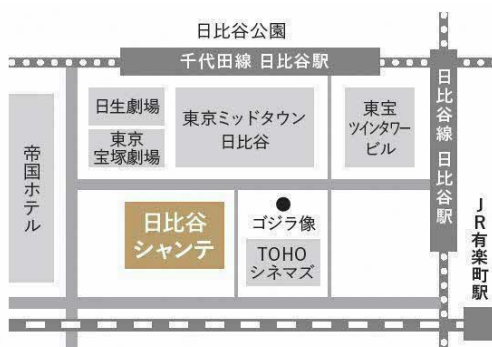 日比谷公園
千代田線 日比谷駅
日生劇場
東京
宝塚劇場
東京ミッドタウン
日比谷
東宝
ツインタワー
ビル
日比谷線 日比谷駅
帝国ホテル
日比谷
シャンテ
ゴジラ像
TOHO
シネマズ
JR有楽町駅